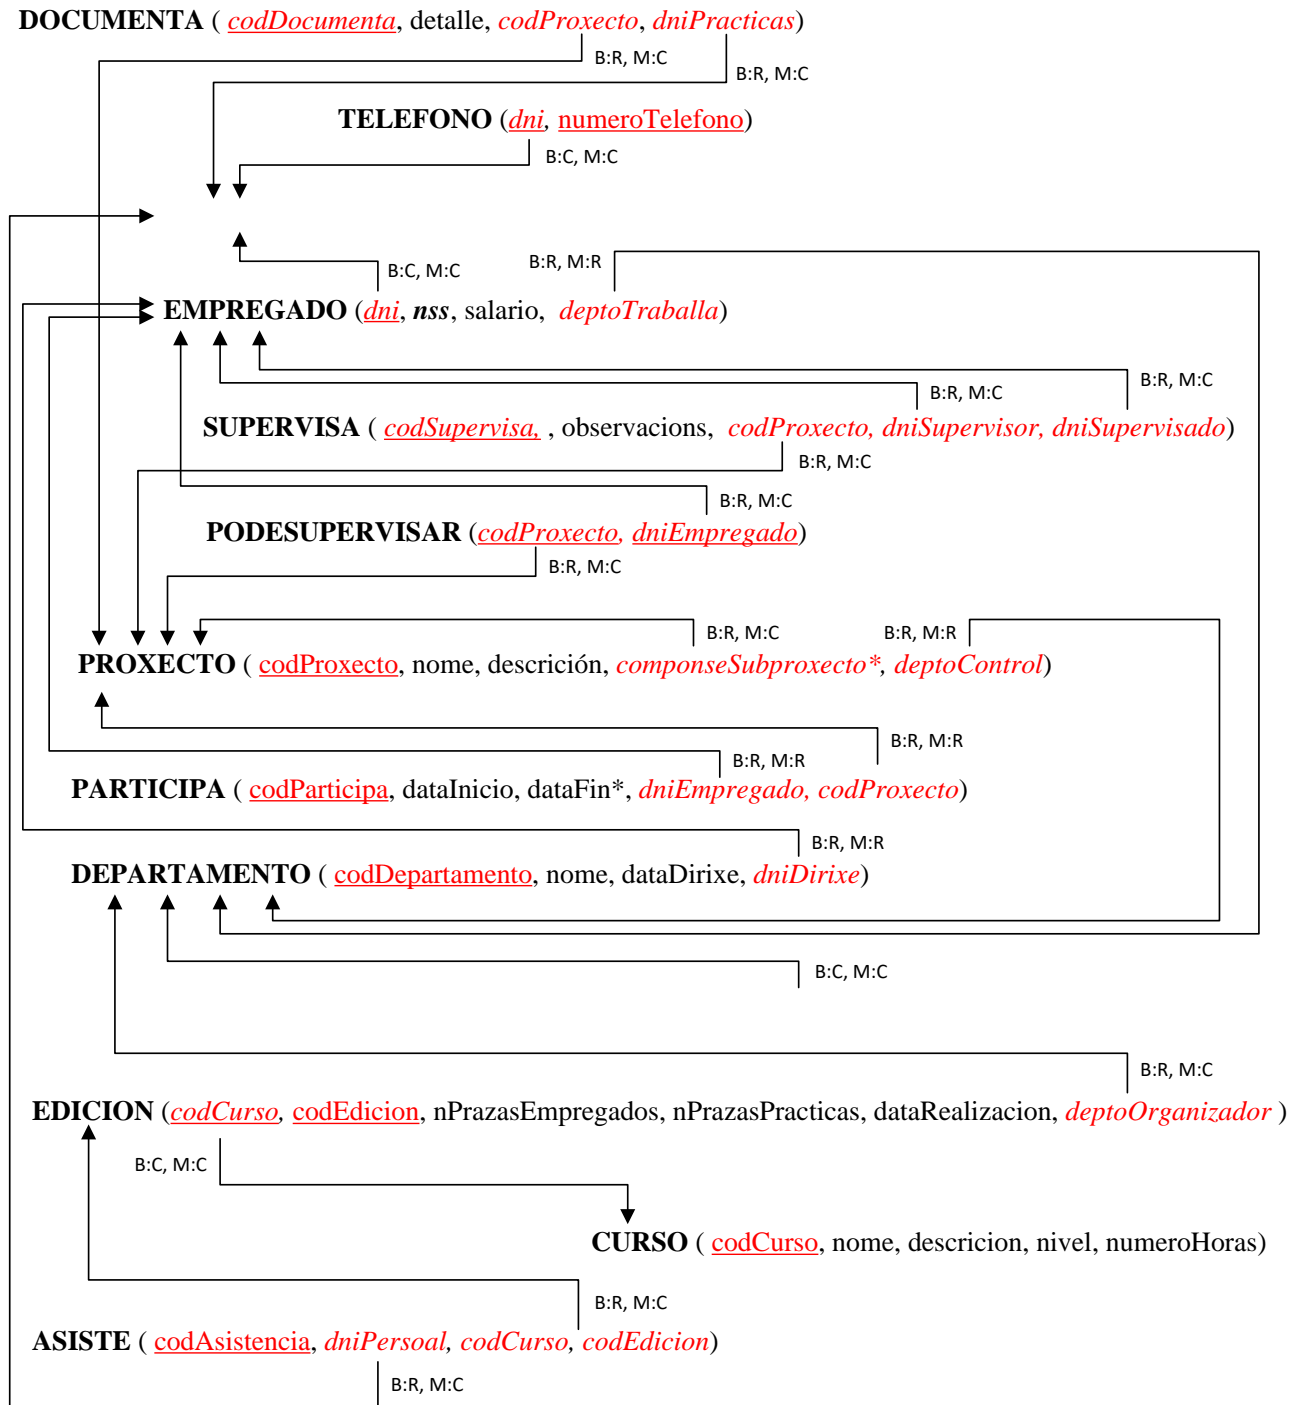 DOCUMENTA ( codDocumenta, detalle, codProxecto, dniPracticas)
B:R, M:C
B:R, M:C
TELEFONO (dni, numeroTelefono)
B:C, M:C
B:C, M:C
B:R, M:R
EMPREGADO (dni, nss, salario, deptoTraballa)
B:R, M:C
B:R, M:C
SUPERVISA ( codSupervisa, , observacions, codProxecto, dniSupervisor, dniSupervisado)
B:R, M:C
B:R, M:C
PODESUPERVISAR (codProxecto, dniEmpregado)
B:R, M:C
B:R, M:C
B:R, M:R
PROXECTO ( codProxecto, nome, descrición, componseSubproxecto*, deptoControl)
B:R, M:R
B:R, M:R
PARTICIPA ( codParticipa, dataInicio, dataFin*, dniEmpregado, codProxecto)
B:R, M:R
DEPARTAMENTO ( codDepartamento, nome, dataDirixe, dniDirixe)
B:C, M:C
B:R, M:C
EDICION (codCurso, codEdicion, nPrazasEmpregados, nPrazasPracticas, dataRealizacion, deptoOrganizador )
B:C, M:C
CURSO ( codCurso, nome, descricion, nivel, numeroHoras)
B:R, M:C
ASISTE ( codAsistencia, dniPersoal, codCurso, codEdicion)
B:R, M:C